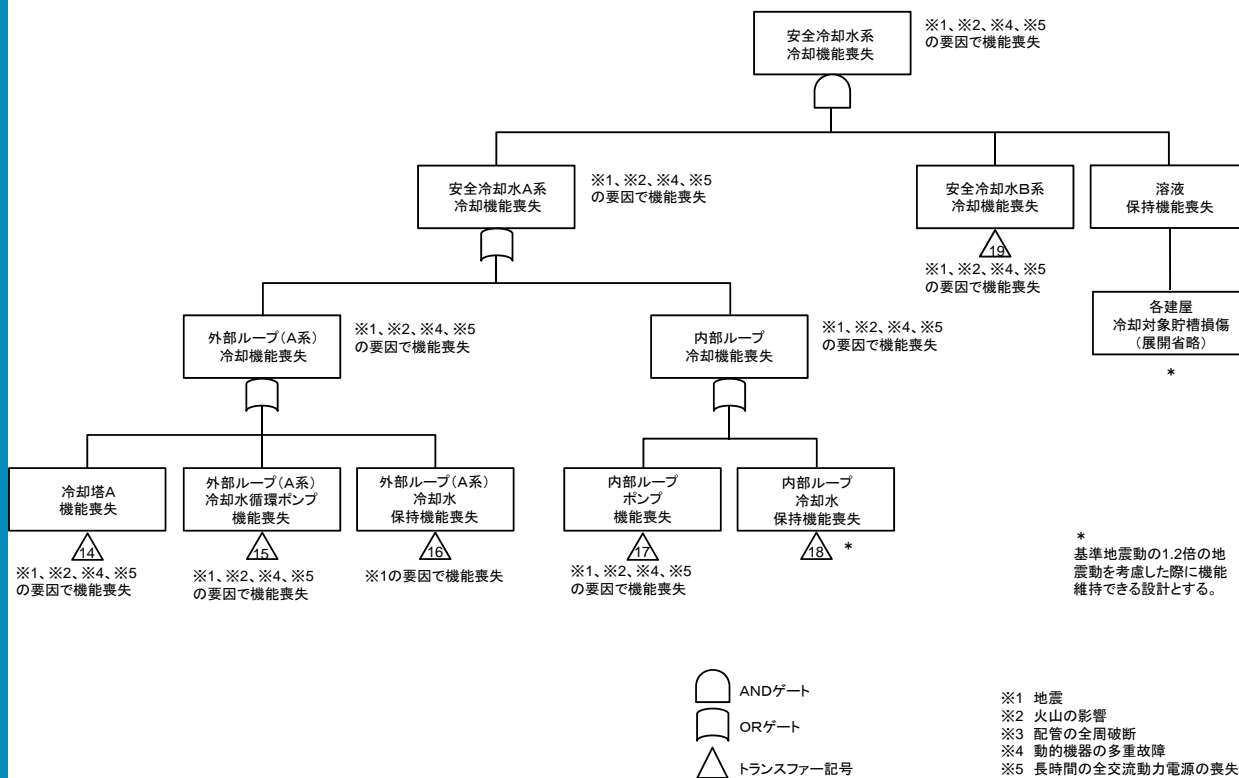 安全冷却水系
冷却機能喪失
※1、※2、※4、※5
の要因で機能喪失
安全冷却水A系
冷却機能喪失
※1、※2、※4、※5
の要因で機能喪失
安全冷却水B系
冷却機能喪失
19
※1、※2、※4、※5
の要因で機能喪失
溶液
保持機能喪失
各建屋
冷却対象貯槽損傷
(展開省略)
*
外部ループ(A系)
冷却機能喪失
※1、※2、※4、※5
の要因で機能喪失
内部ループ
冷却機能喪失
※1、※2、※4、※5
の要因で機能喪失
冷却塔A
機能喪失
14
※1、※2、※4、※5
の要因で機能喪失
外部ループ(A系)
冷却水循環ポンプ
機能喪失
15
※1、※2、※4、※5
の要因で機能喪失
外部ループ(A系)
冷却水
保持機能喪失
16
※1の要因で機能喪失
内部ループ
ポンプ
機能喪失
17
※1、※2、※4、※5
の要因で機能喪失
内部ループ
冷却水
保持機能喪失
18 *
*
基準地震動の1.2倍の地
震動を考慮した際に機能
維持できる設計とする。
ANDゲート
ORゲート
トランスファー記号
※1 地震
※2 火山の影響
※3 配管の全周破断
※4 動的機器の多重故障
※5 長時間の全交流動力電源の喪失